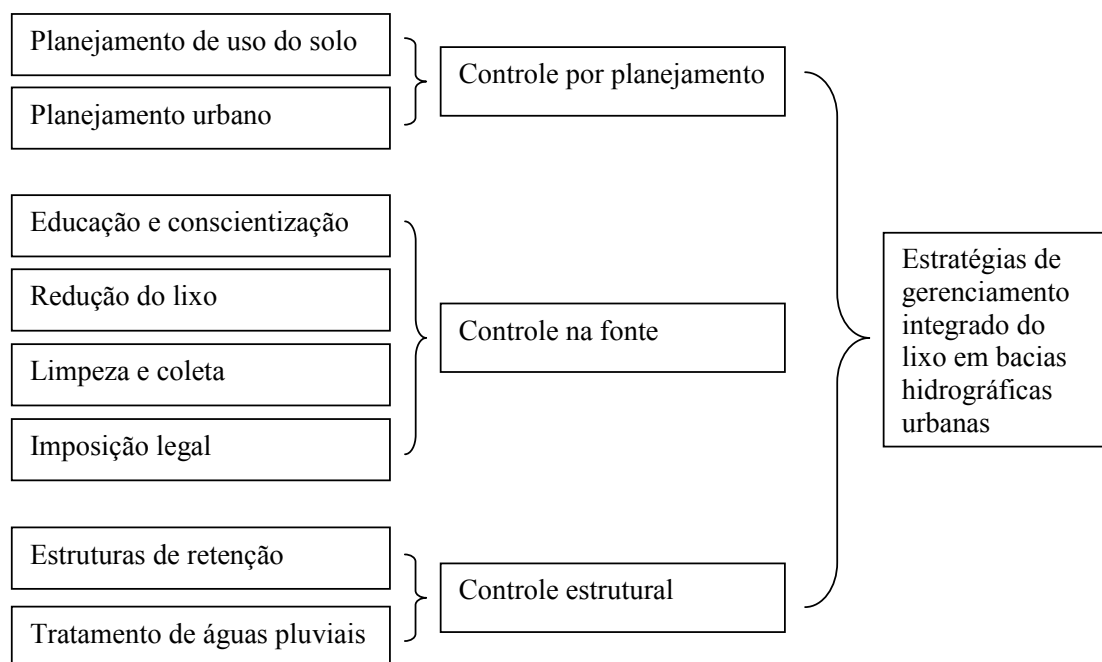 Planejamento de uso do solo
Planejamento urbano
Controle por planejamento
Educação e conscientização
Redução do lixo
Limpeza e coleta
Imposição legal
Controle na fonte
Estruturas de retenção
Tratamento de águas pluviais
Controle estrutural
Estratégias de
gerenciamento
integrado do
lixo em bacias
hidrográficas
urbanas